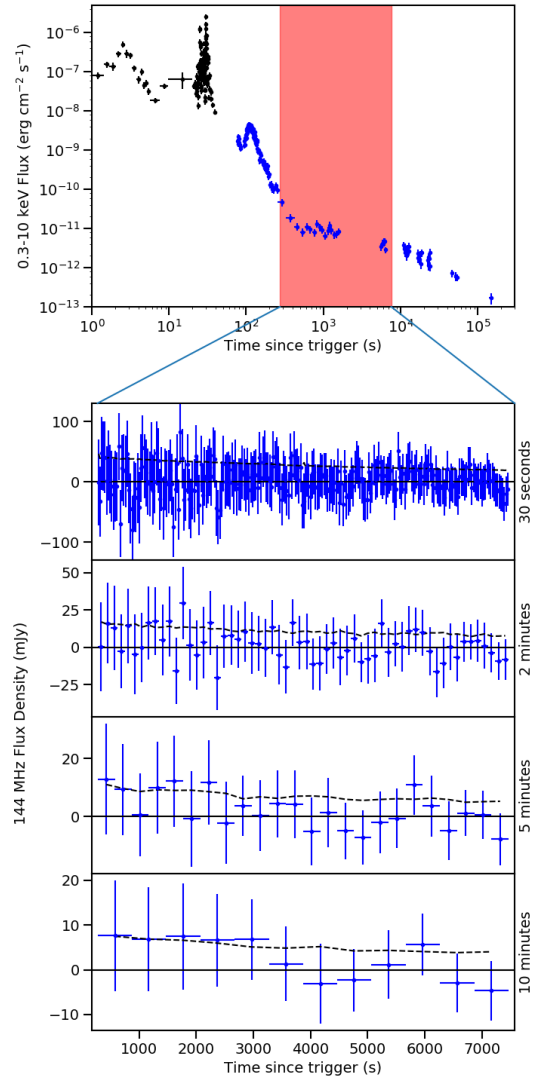 0.3-10 keV Flux (erg cm⁻² s⁻¹)
10⁻⁶
10⁻⁷
10⁻⁸
10⁻⁹
10⁻¹⁰
10⁻¹¹
10⁻¹²
10⁻¹³
10⁰ 10¹ 10² 10³ 10⁴ 10⁵
Time since trigger (s)
144 MHz Flux Density (mJy)
100
0
−100
30 seconds
50
25
0
−25
2 minutes
20
0
5 minutes
20
10
0
−10
10 minutes
1000 2000 3000 4000 5000 6000 7000
Time since trigger (s)